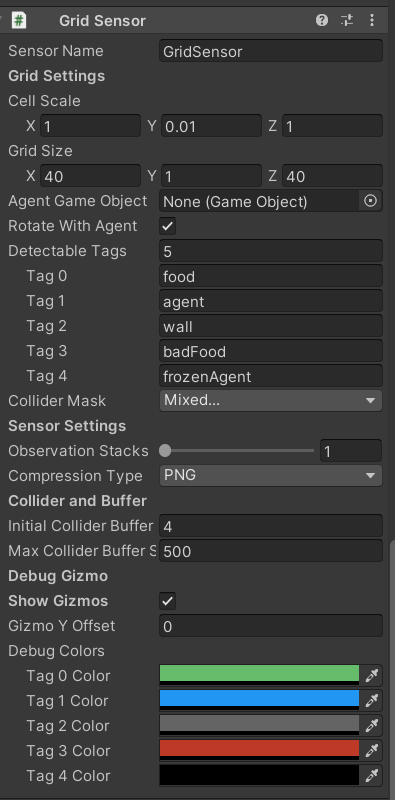 Grid Sensor
Sensor Name GridSensor
Grid Settings
Cell Scale
X 1 Y 0.01 Z 1
Grid Size
X 40 Y 1 Z 40
Agent Game Object None (Game Object)
Rotate With Agent
Detectable Tags 5
Tag 0 food
Tag 1 agent
Tag 2 wall
Tag 3 badFood
Tag 4 frozenAgent
Collider Mask Mixed...
Sensor Settings
Observation Stacks 1
Compression Type PNG
Collider and Buffer
Initial Collider Buffer 4
Max Collider Buffer S 500
Debug Gizmo
Show Gizmos
Gizmo Y Offset 0
Debug Colors
Tag 0 Color
Tag 1 Color
Tag 2 Color
Tag 3 Color
Tag 4 Color